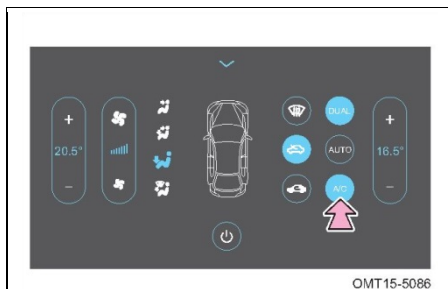 DUAL
+
+
20.5°
AUTO
16.5°
−
A/C
−
OMT15-5086